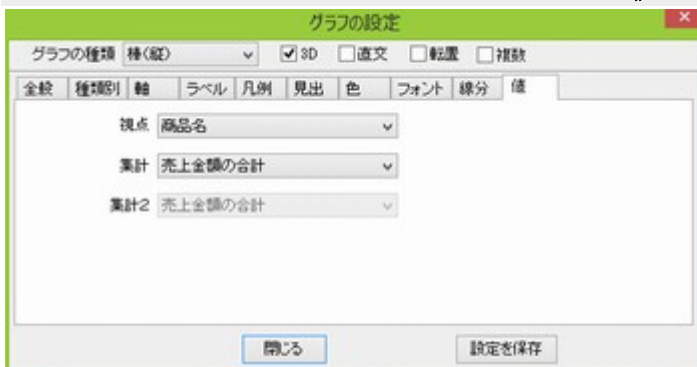 グラフの設定
グラフの種類 棒(縦) 3D 直交 転置 複数
全般 種類別 軸 ラベル 凡例 見出 色 フォント 線分 値
視点 商品名
集計 売上金額の合計
集計2 売上金額の合計
閉じる 設定を保存